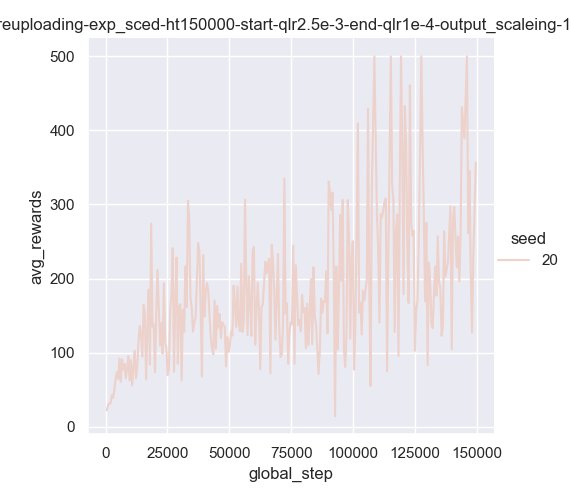 reuploading-exp_sced-ht150000-start-qlr2.5e-3-end-qlr1e-4-output_scaleing-1
500
400
300
200
100
0
avg_rewards
0 25000 50000 75000 100000 125000 150000
global_step
seed
20